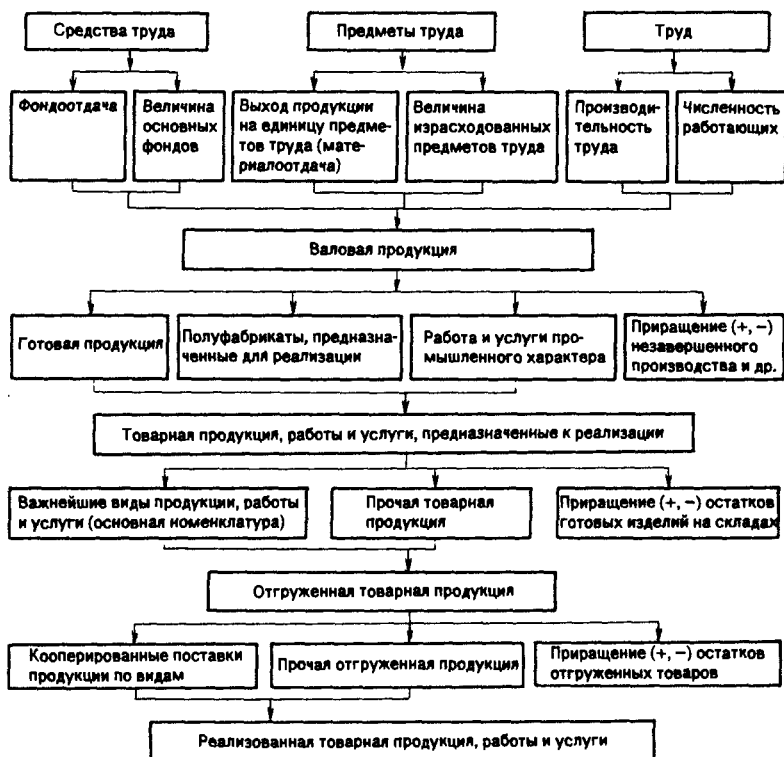 Средства труда
Предметы труда
Труд
Фондоотдача
Величина
основных
фондов
Выход продукции
на единицу предме-
тов труда (мате-
риалоотдача)
Величина
израсходованных
предметов труда
Производи-
тельность
труда
Численность
работающих
Валовая продукция
Готовая продукция
Полуфабрикаты, предназна-
ченные для реализации
Работа и услуги про-
мышленного характера
Приращение (+, −)
незавершенного
производства и др.
Товарная продукция, работы и услуги, предназначенные к реализации
Важнейшие виды продукции, работы
и услуги (основная номенклатура)
Прочая товарная
продукция
Приращение (+, −) остатков
готовых изделий на складах
Отгруженная товарная продукция
Кооперированные поставки
продукции по видам
Прочая отгруженная продукция
Приращение (+, −) остатков
отгруженных товаров
Реализованная товарная продукция, работы и услуги